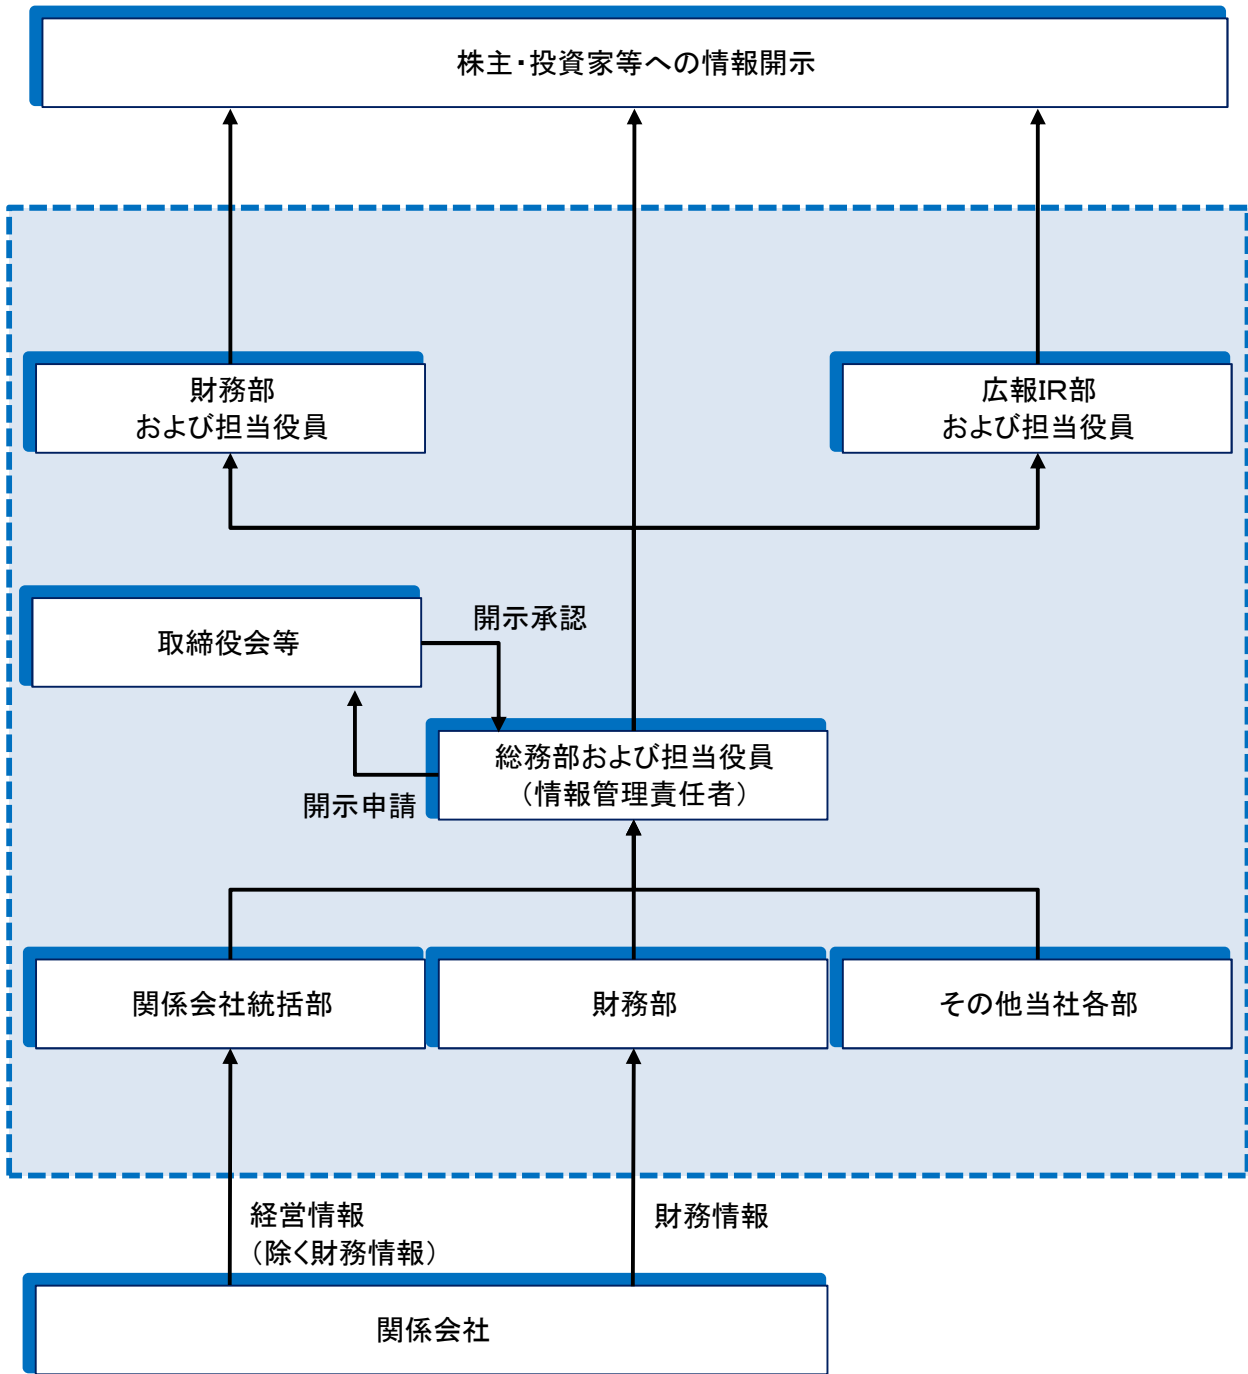 株主・投資家等への情報開示
財務部
および担当役員
広報IR部
および担当役員
取締役会等
開示承認
総務部および担当役員
（情報管理責任者）
開示申請
関係会社統括部
財務部
その他当社各部
経営情報
（除く財務情報）
財務情報
関係会社